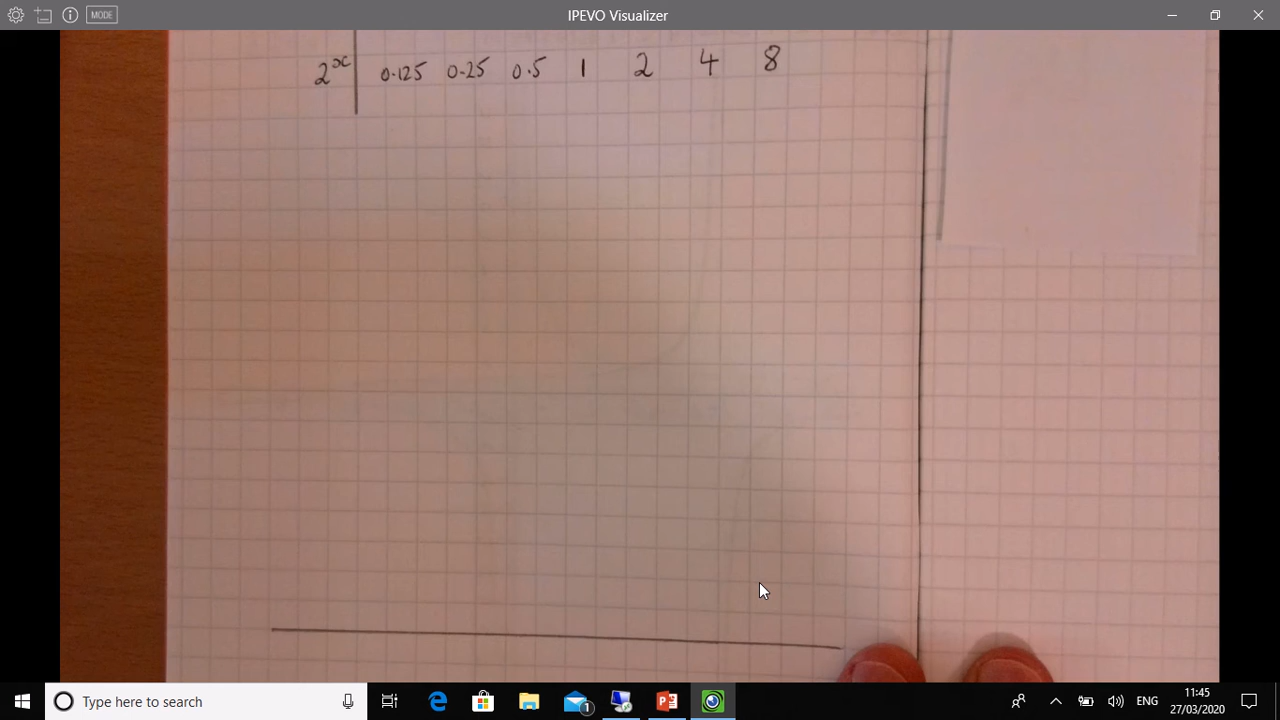 MODE
IPEVO Visualizer
2^x 0.125 0.25 0.5 1 2 4 8
Type here to search
1
ENG
11:45
27/03/2020